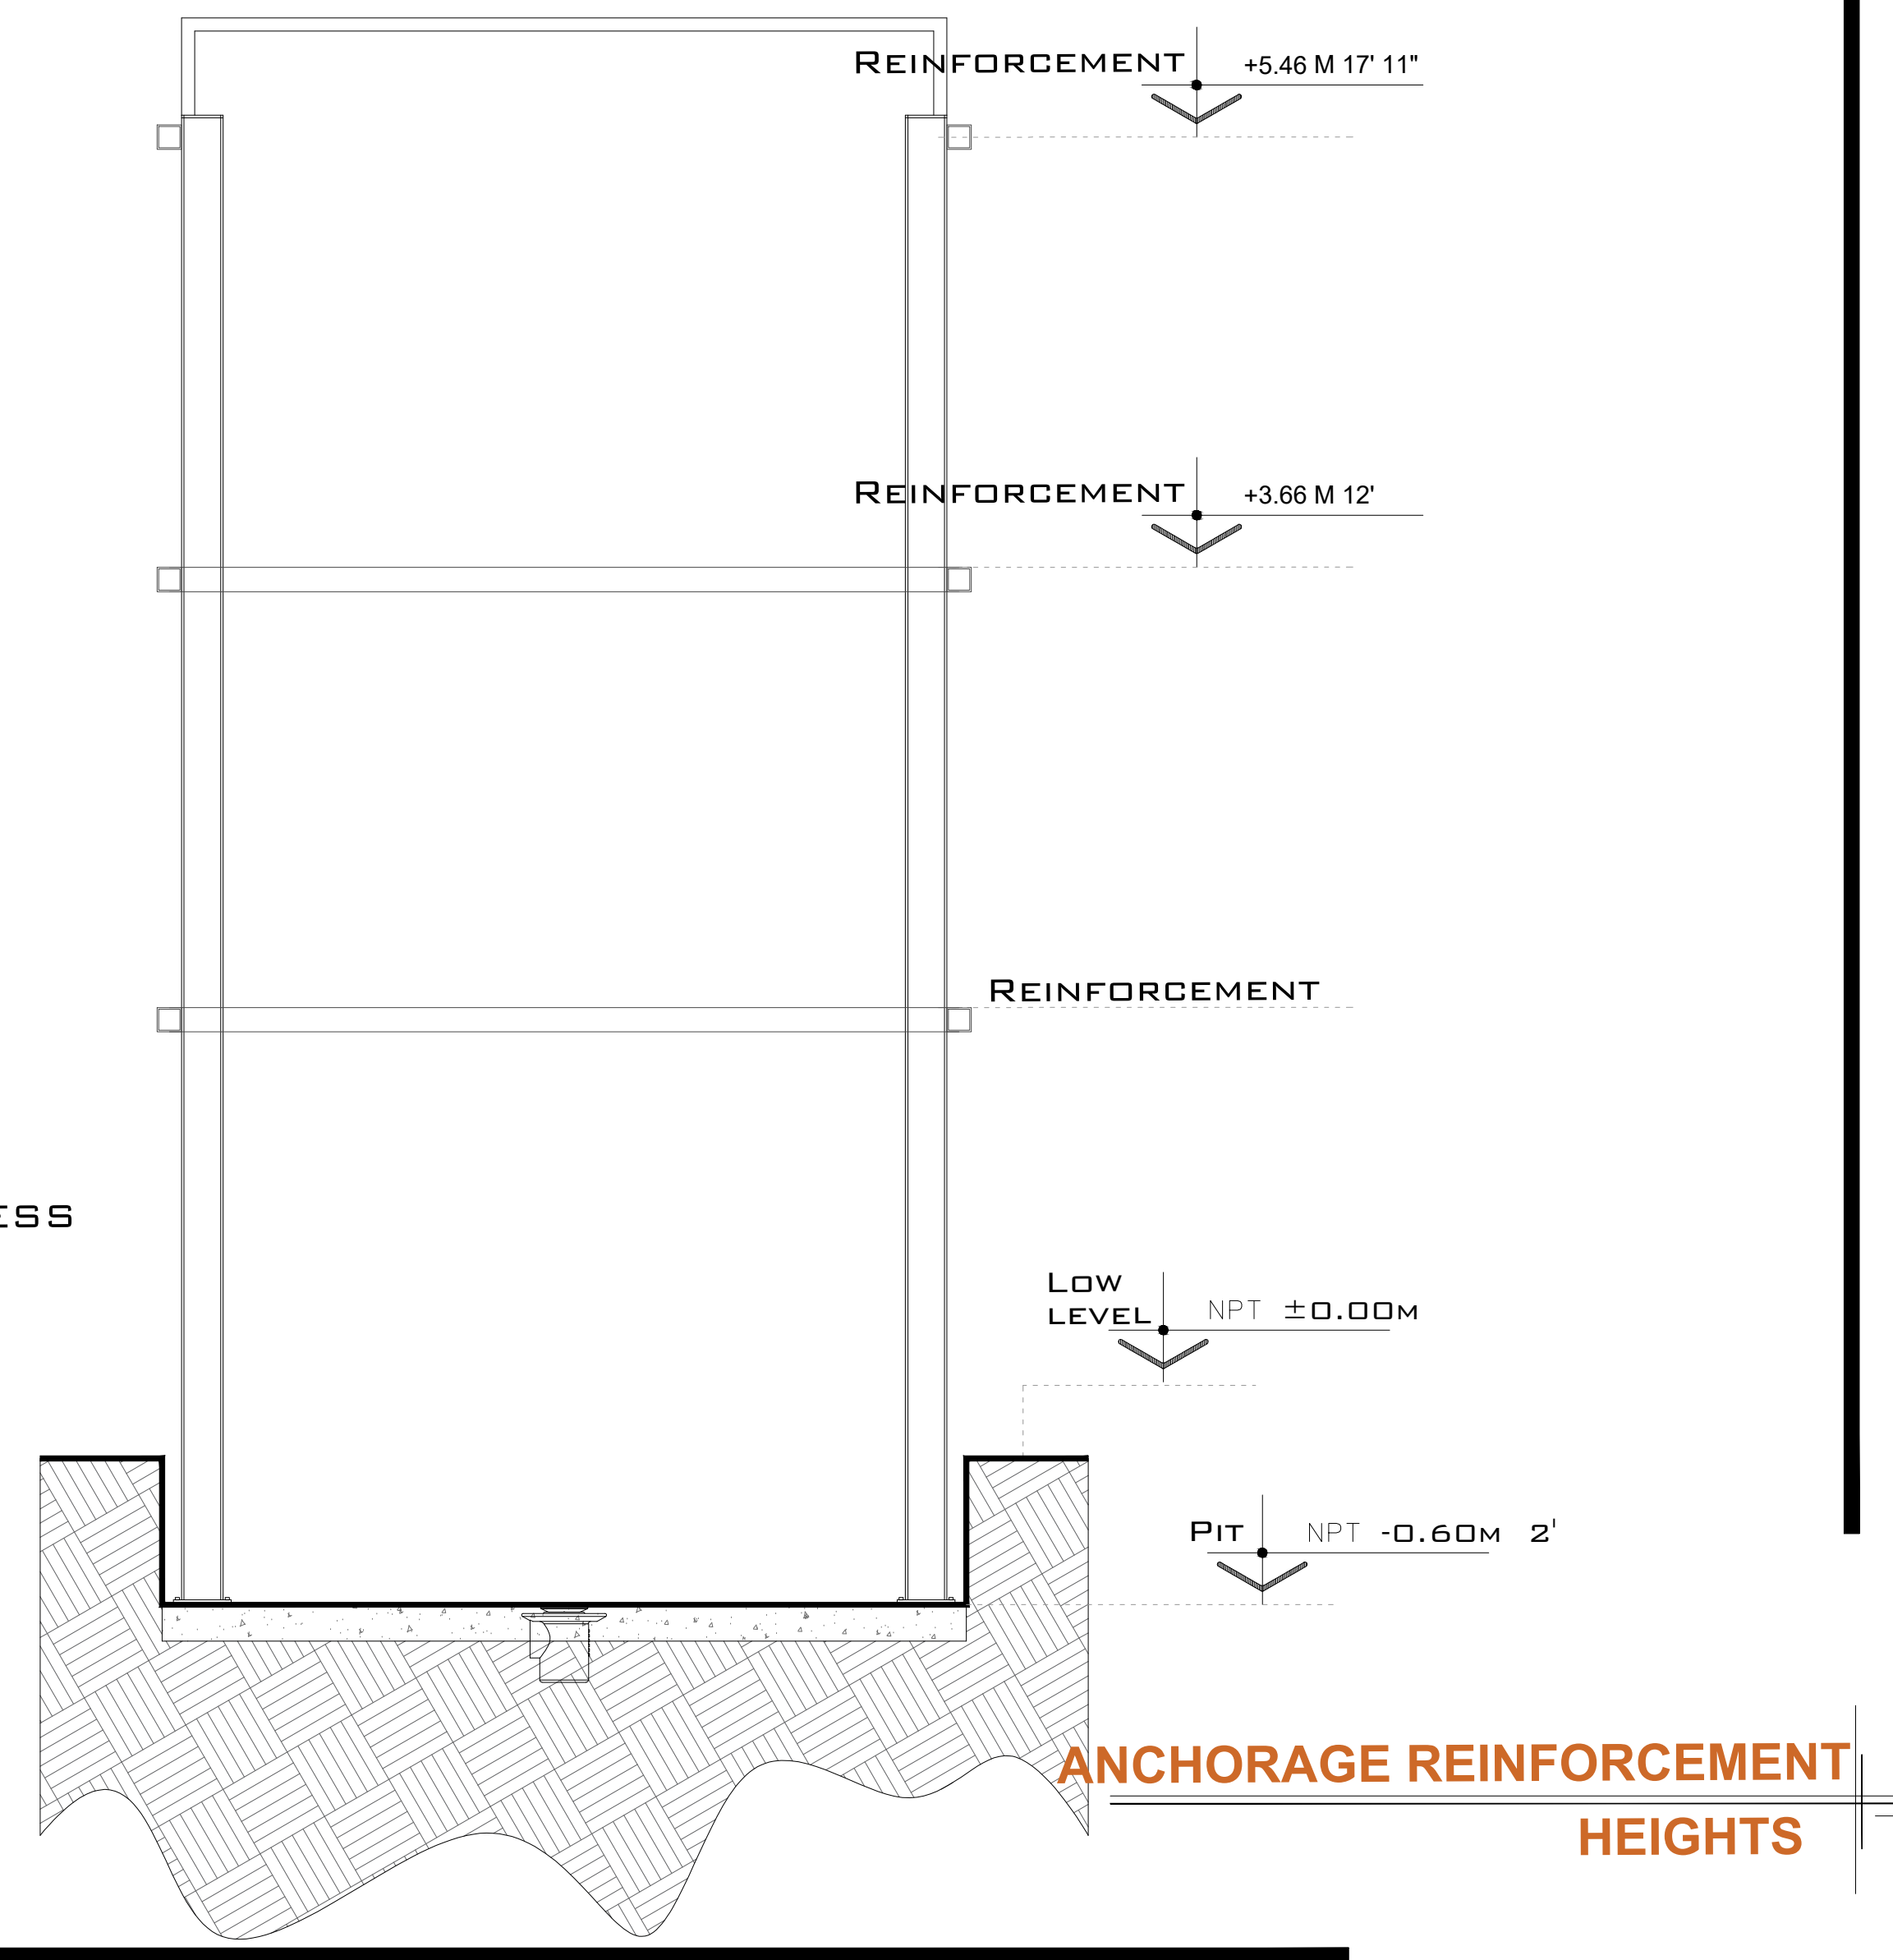 REINFORCEMENT +5.46 M 17' 11"
REINFORCEMENT +3.66 M 12'
REINFORCEMENT
ESS
LOW
LEVEL NPT ±0.00M
PIT NPT -0.60M 2'
ANCHORAGE REINFORCEMENT
HEIGHTS